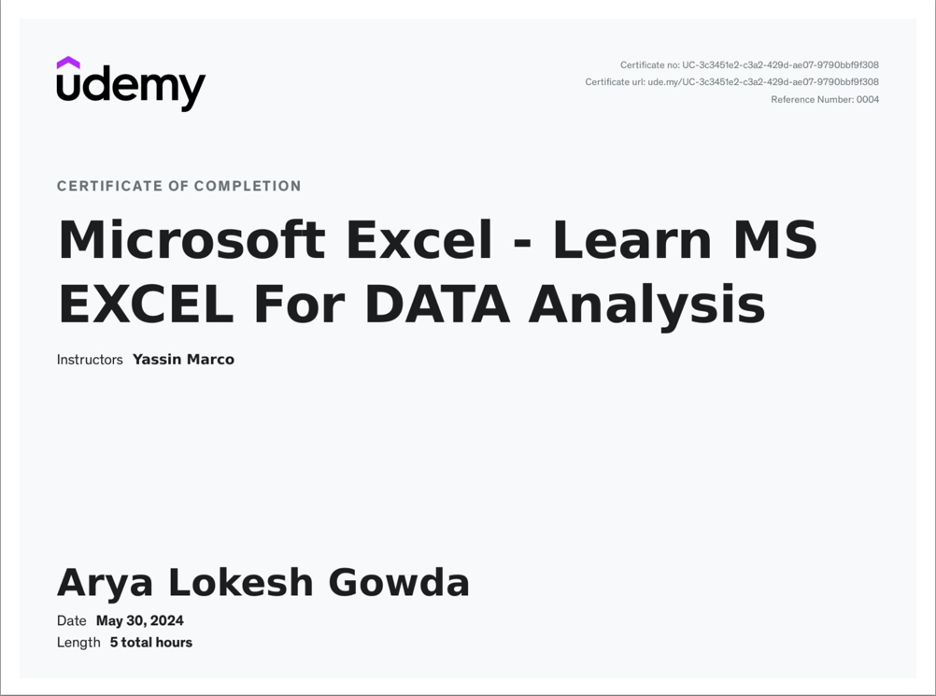 udemy
Certificate no: UC-3c3451e2-c3a2-429d-ae07-9790bbf9f308
Certificate url: ude.my/UC-3c3451e2-c3a2-429d-ae07-9790bbf9f308
Reference Number: 0004
CERTIFICATE OF COMPLETION
Microsoft Excel - Learn MS
EXCEL For DATA Analysis
Instructors Yassin Marco
Arya Lokesh Gowda
Date May 30, 2024
Length 5 total hours